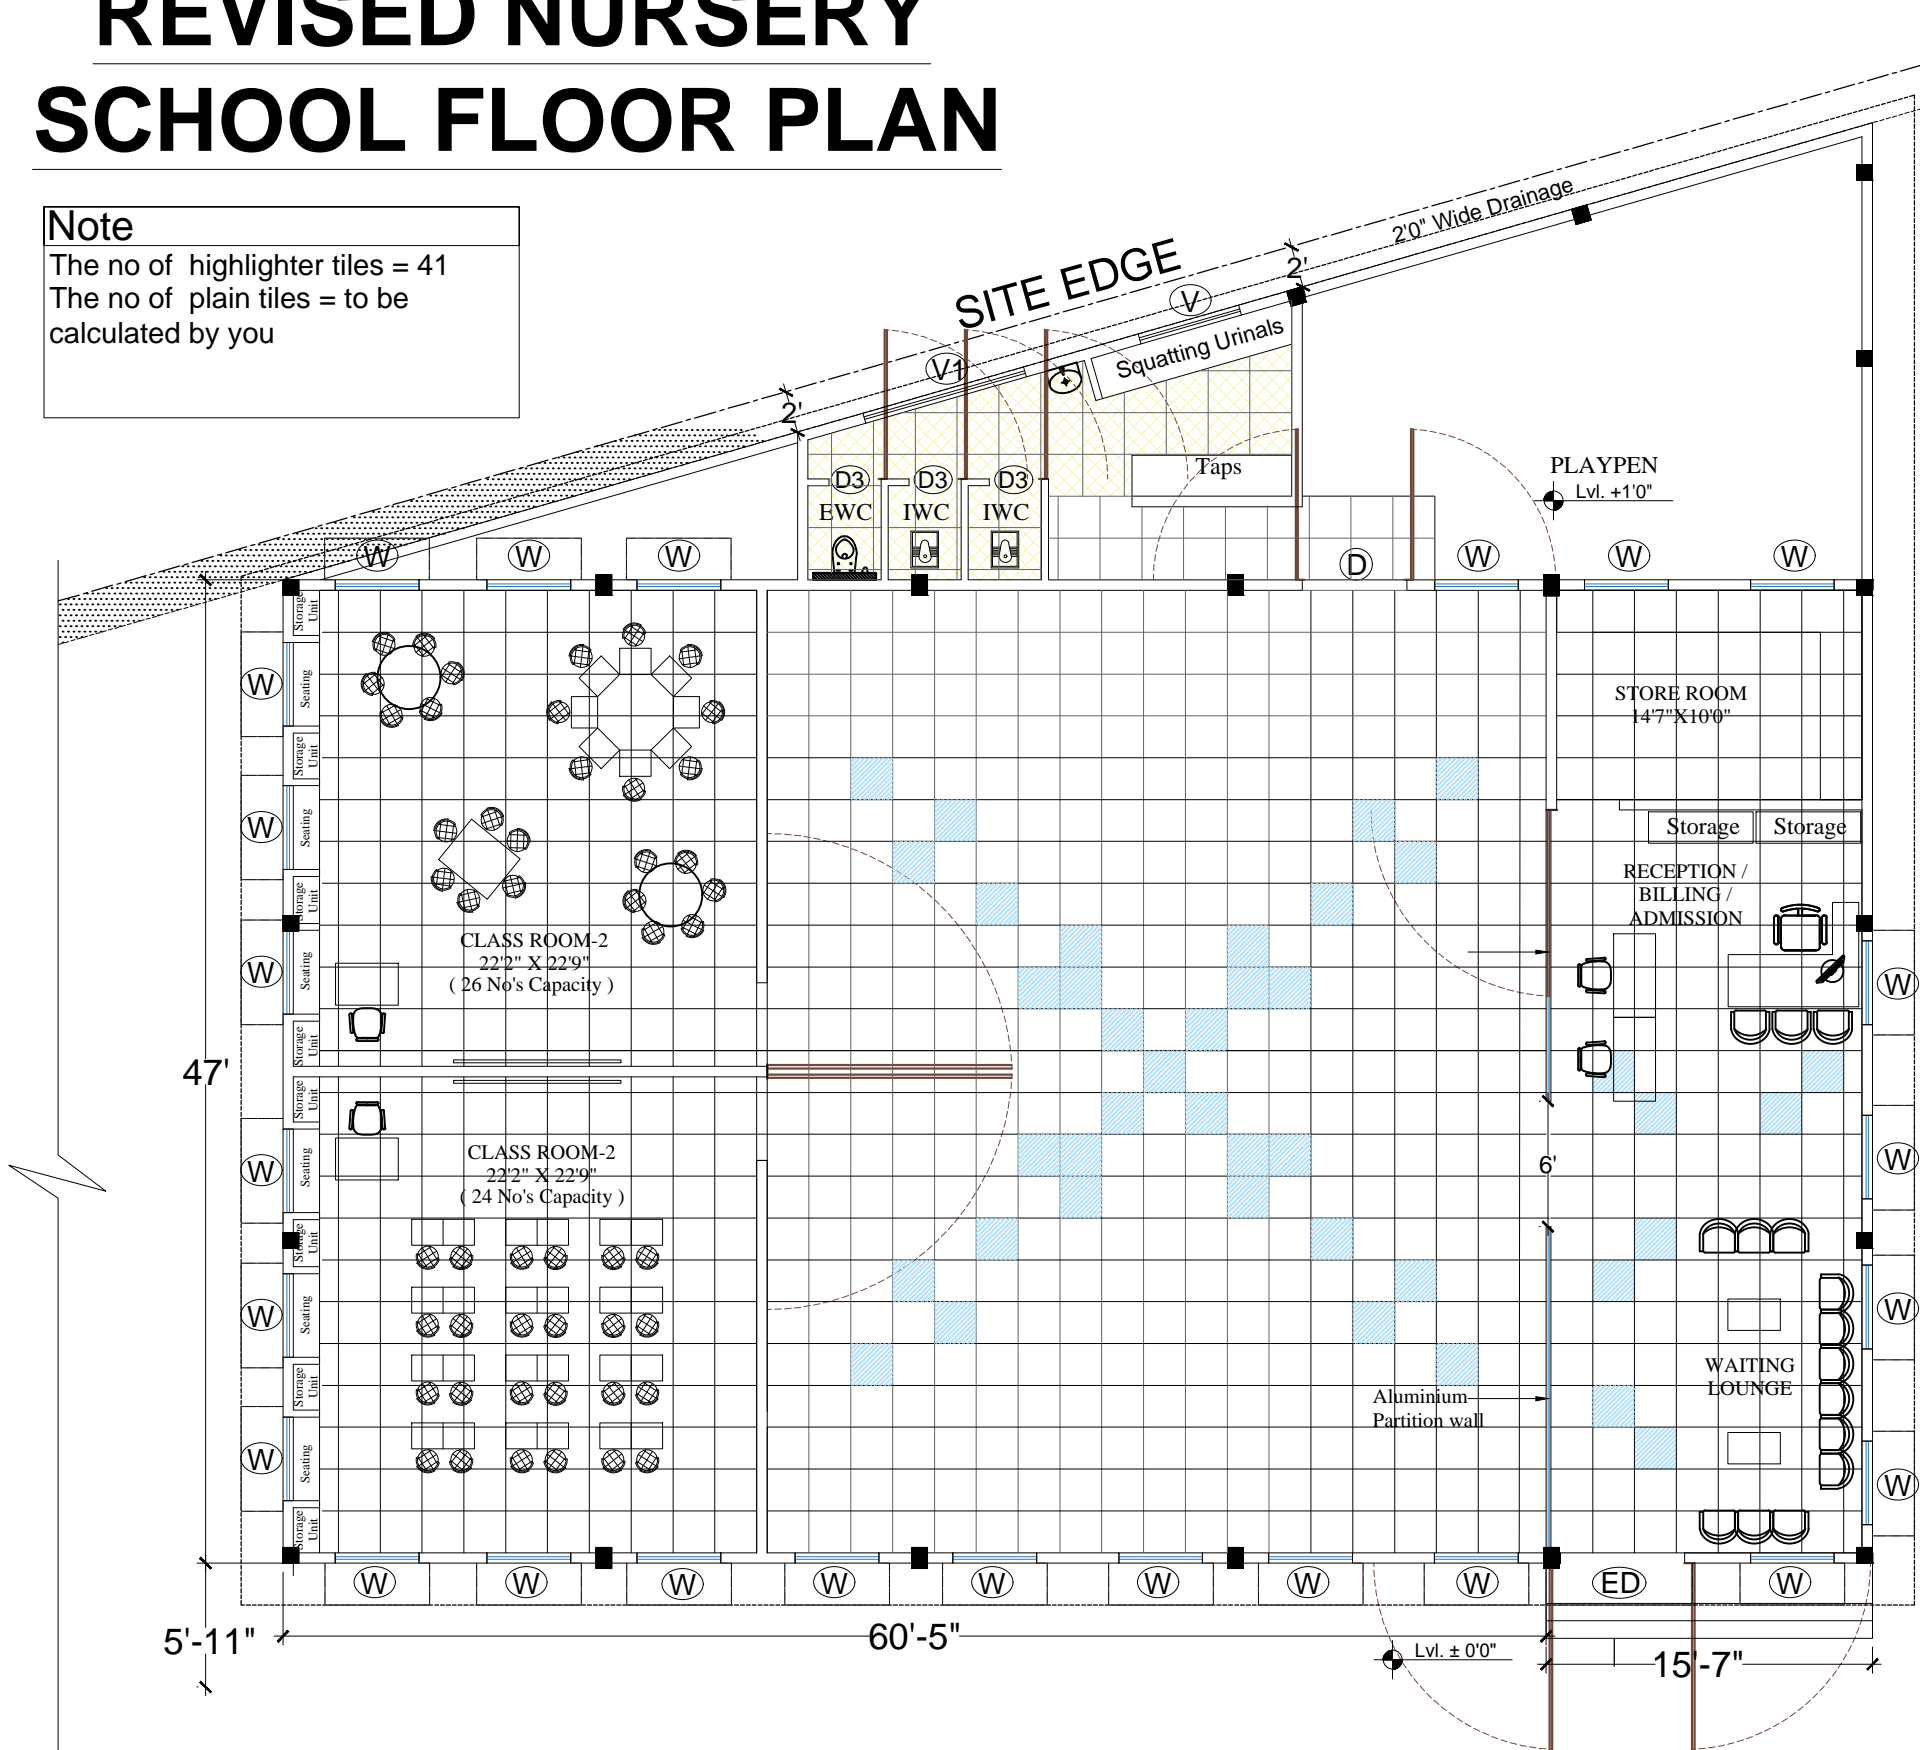 REVISED NURSERY
SCHOOL FLOOR PLAN
Note
The no of highlighter tiles = 41
The no of plain tiles = to be
calculated by you
2'0" Wide Drainage
SITE EDGE
2'
V
Squatting Urinals
V1
2'
Taps
PLAYPEN
Lvl. +1'0"
D3
D3
D3
EWC
IWC
IWC
W
W
W
D
W
W
W
Storage
Unit
W
Seating
Storage
Unit
W
Seating
Storage
Unit
W
Seating
Storage
Unit
Storage
Unit
W
Seating
Storage
Unit
W
Seating
Storage
Unit
W
Seating
Storage
Unit
STORE ROOM
14'7"X10'0"
Storage
Storage
RECEPTION /
BILLING /
ADMISSION
CLASS ROOM-2
22'2" X 22'9"
( 26 No's Capacity )
W
47'
CLASS ROOM-2
22'2" X 22'9"
( 24 No's Capacity )
6'
W
W
WAITING
LOUNGE
Aluminium
Partition wall
W
W
W
W
W
W
W
W
W
ED
W
5'-11"
60'-5"
Lvl. ± 0'0"
15'-7"